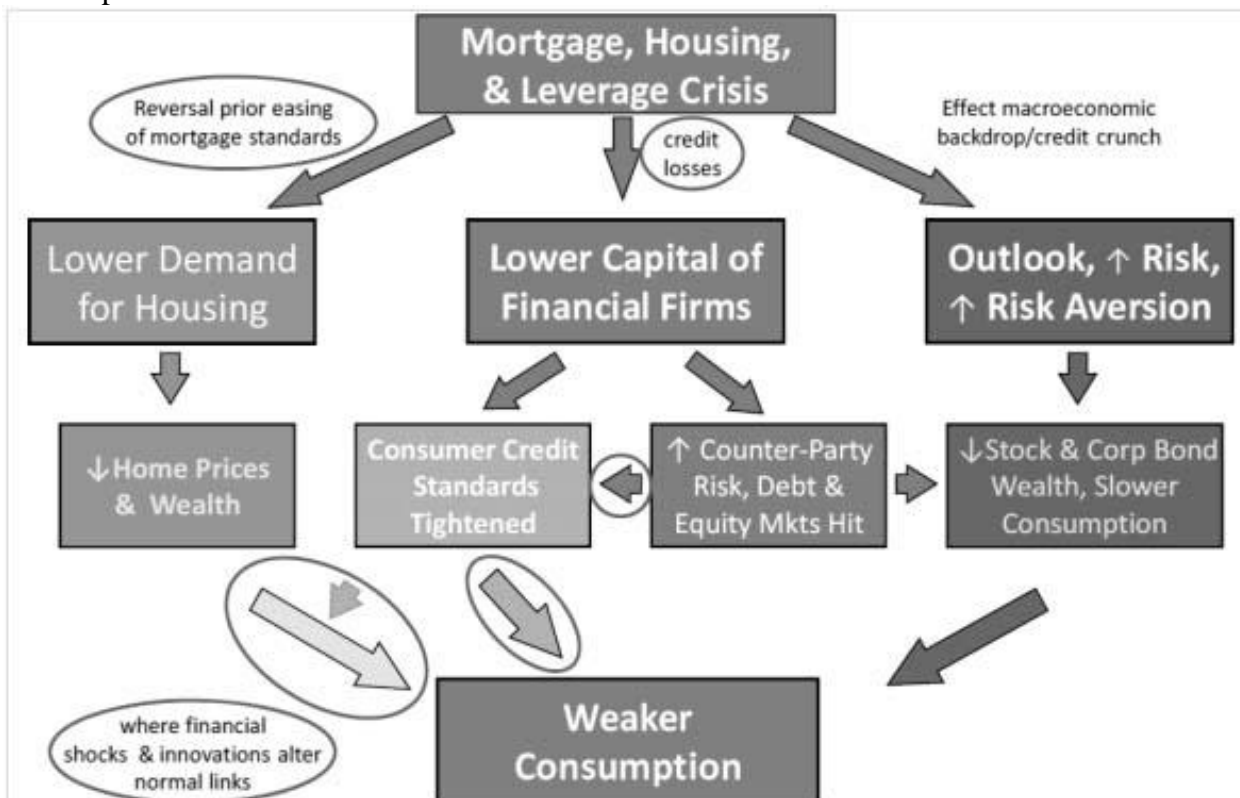 Mortgage, Housing,
& Leverage Crisis
Reversal prior easing
of mortgage standards
credit
losses
Effect macroeconomic
backdrop/credit crunch
Lower Demand
for Housing
Lower Capital of
Financial Firms
Outlook, ↑ Risk,
↑ Risk Aversion
↓Home Prices
& Wealth
Consumer Credit
Standards
Tightened
↑ Counter-Party
Risk, Debt &
Equity Mkts Hit
↓Stock & Corp Bond
Wealth, Slower
Consumption
where financial
shocks & innovations alter
normal links
Weaker
Consumption